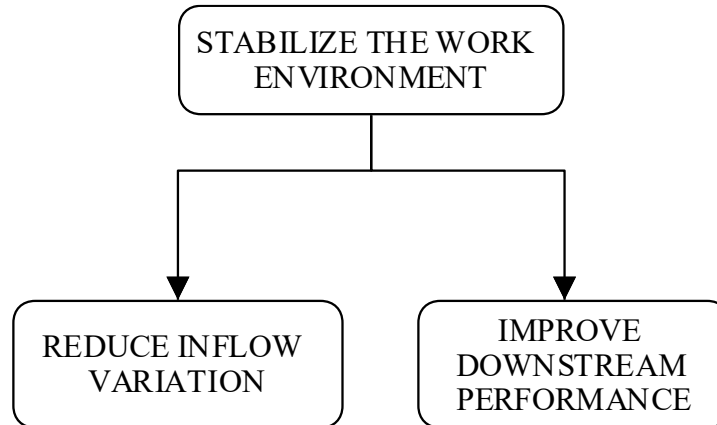 STABILIZE THE WORK
ENVIRONMENT
REDUCE INFLOW
VARIATION
IMPROVE
DOWNSTREAM
PERFORMANCE